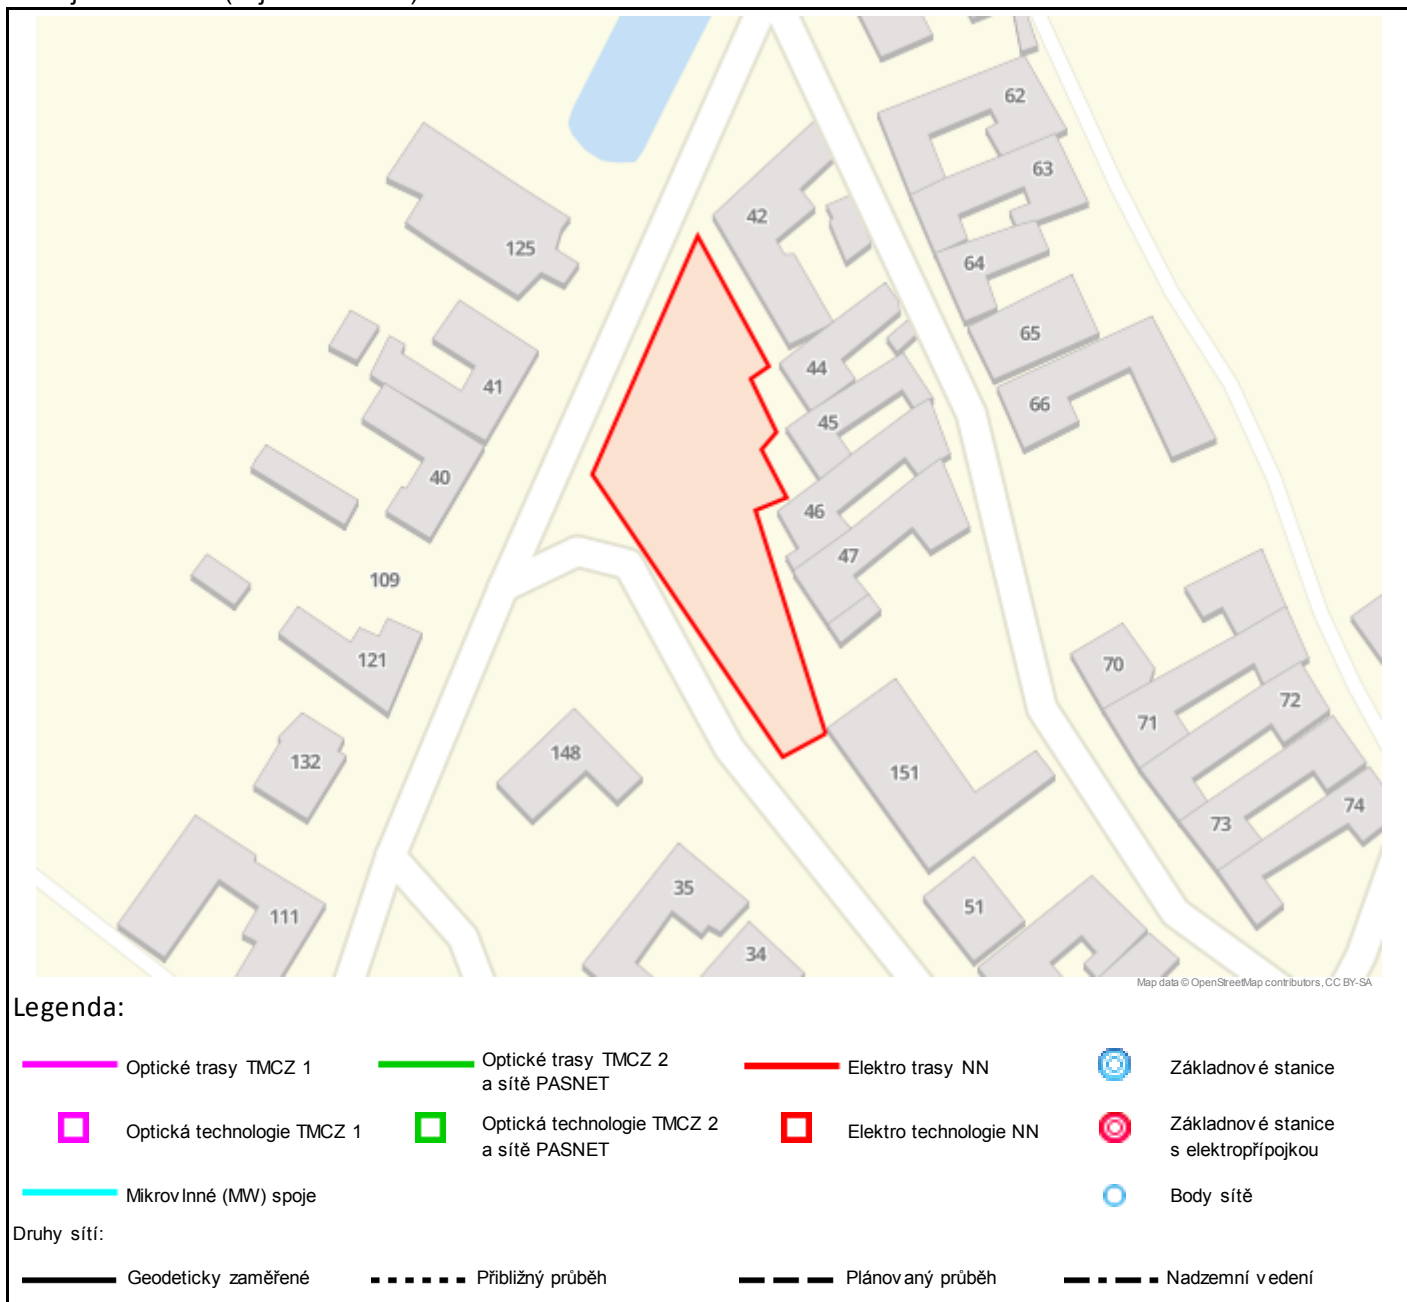 62
63
42
125
64
65
44
41
66
45
40
46
47
109
121
70
72
71
148
132
151
74
73
35
51
111
34
Map data © OpenStreetMap contributors, CC BY-SA
Legenda:
Optické trasy TMCZ 1
Optické trasy TMCZ 2
a sítě PASNET
Elektro trasy NN
Základnové stanice
Optická technologie TMCZ 1
Optická technologie TMCZ 2
a sítě PASNET
Elektro technologie NN
Základnové stanice
s elektropřípojkou
Mikrovlnné (MW) spoje
Body sítě
Druhy sítí:
Geodeticky zaměřené
Přibližný průběh
Plánovaný průběh
Nadzemní vedení